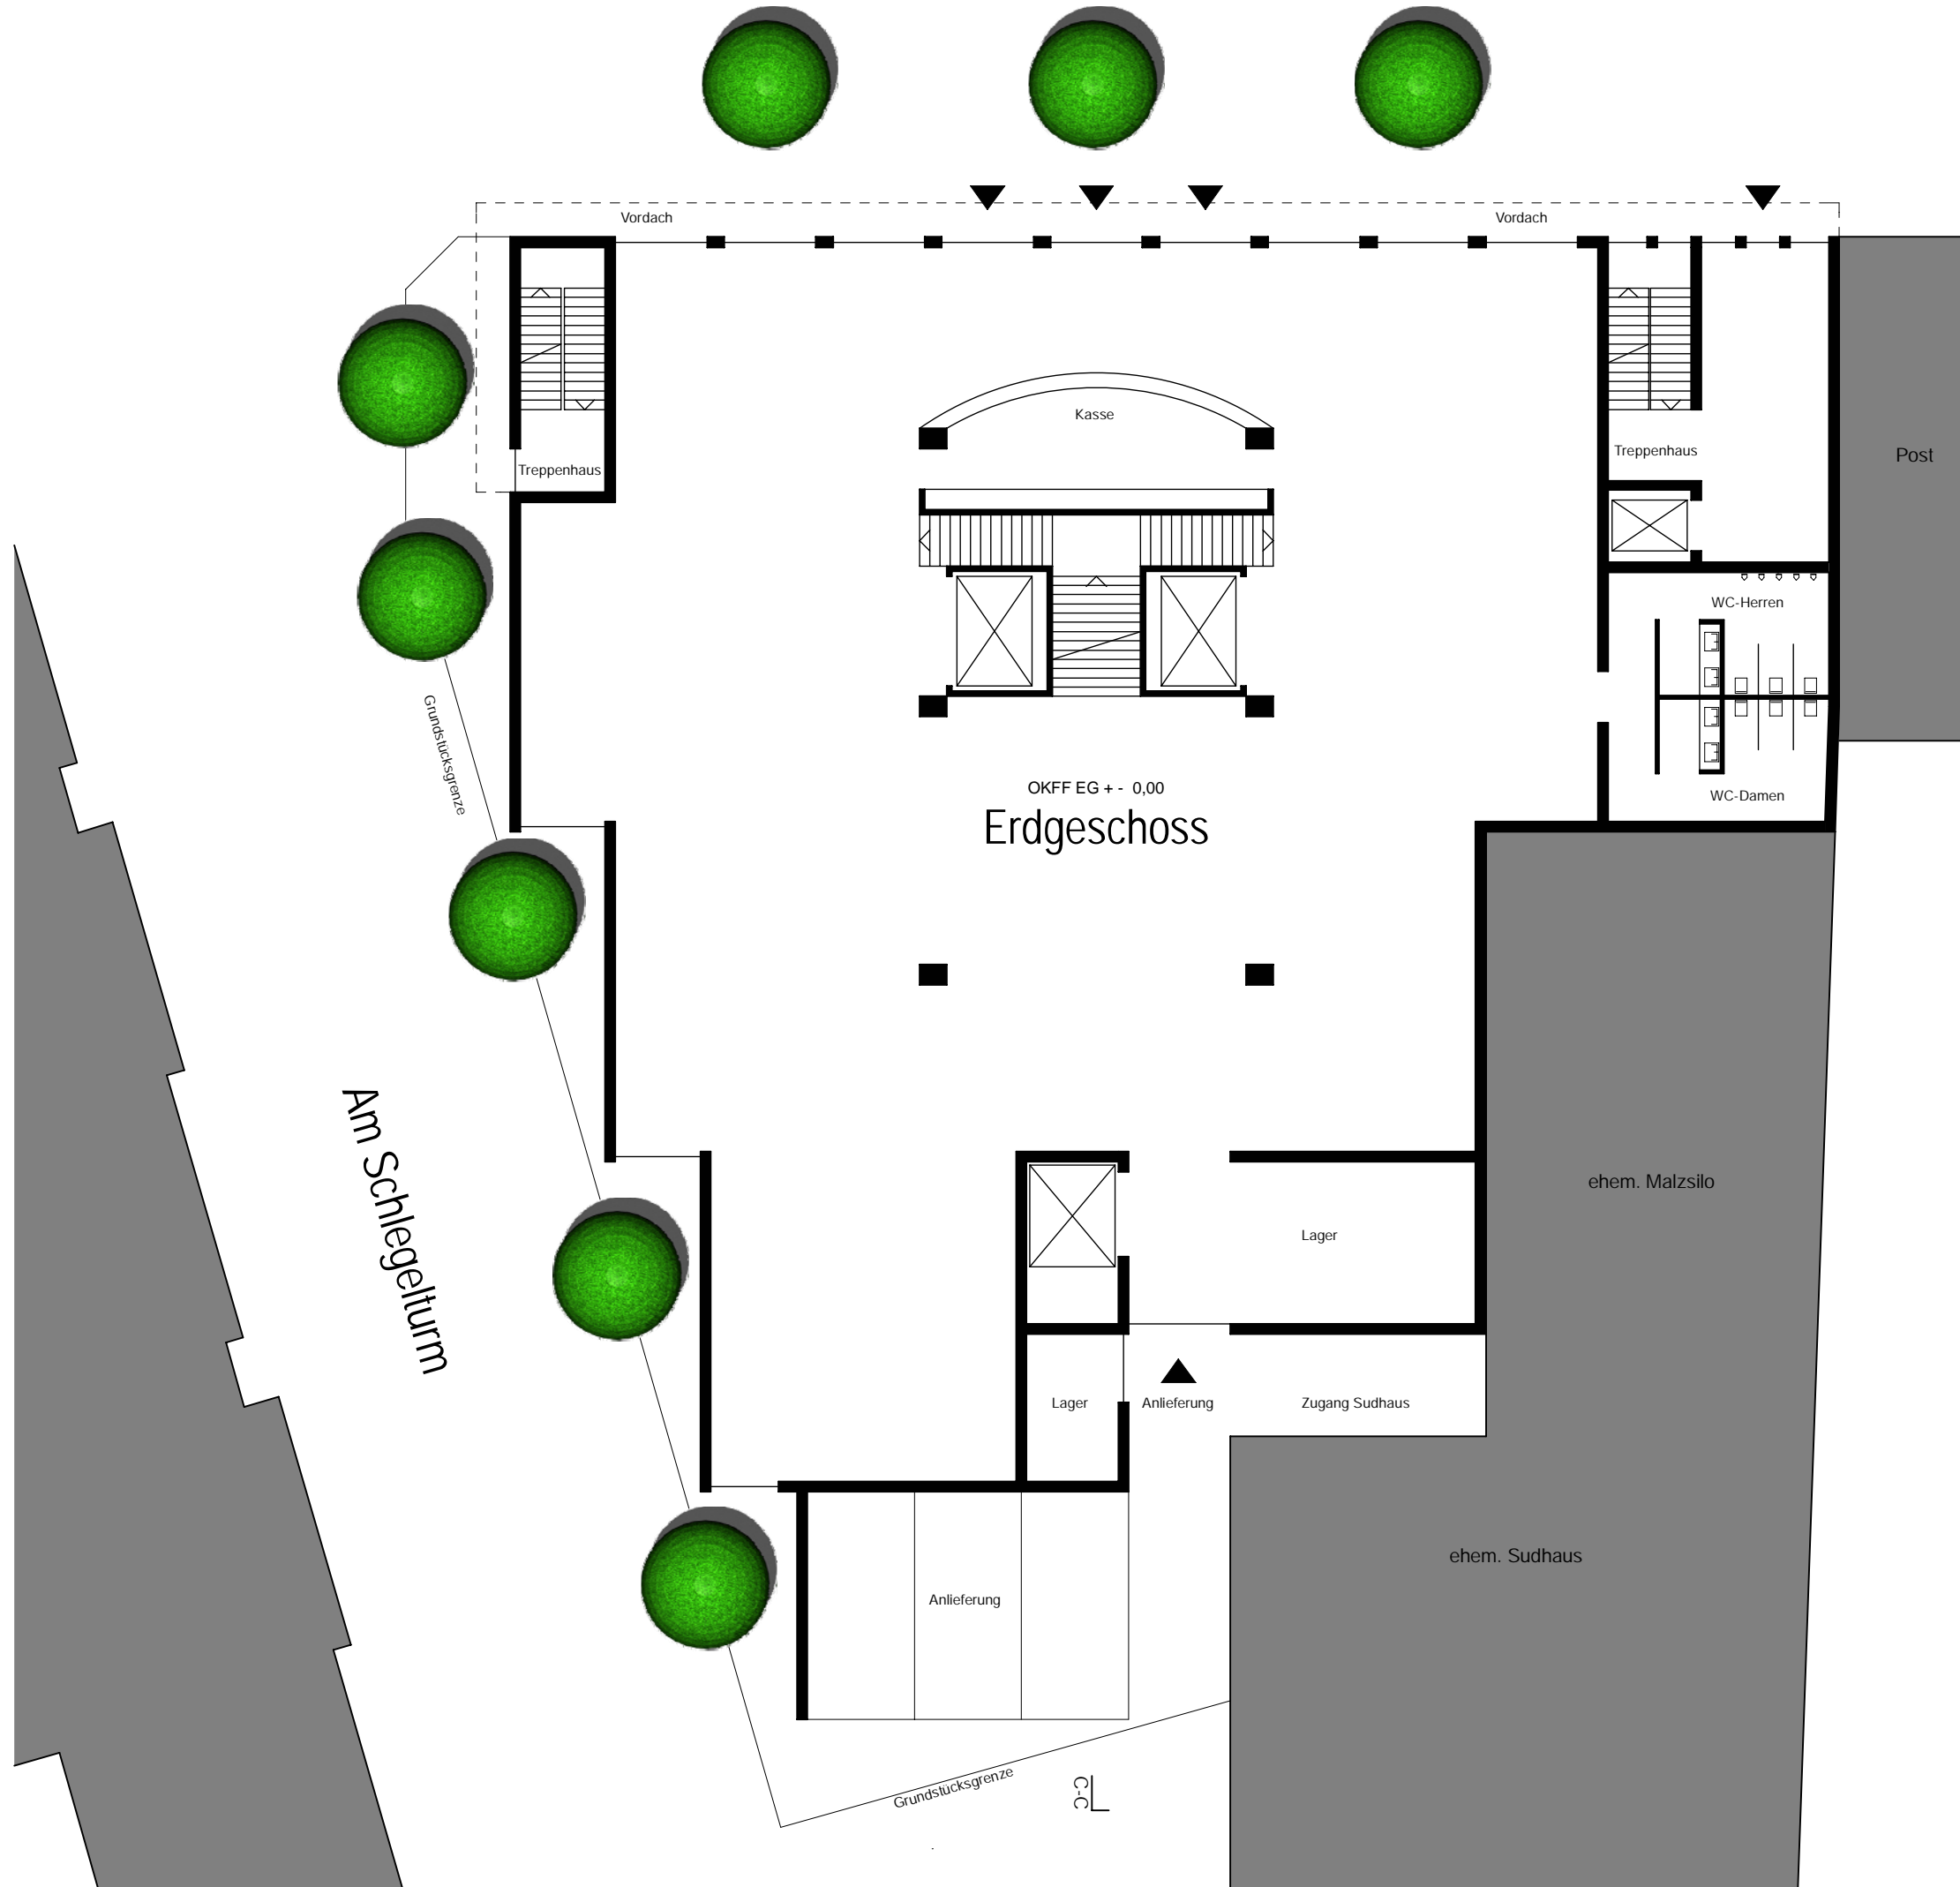 Vordach
Vordach
Kasse
Treppenhaus
Treppenhaus
Post
WC-Herren
Grundstücksgrenze
OKFF EG + - 0,00
WC-Damen
Erdgeschoss
Am Schlegelturm
ehem. Malzsilo
Lager
Lager
Anlieferung
Zugang Sudhaus
ehem. Sudhaus
Anlieferung
Grundstücksgrenze
C-C